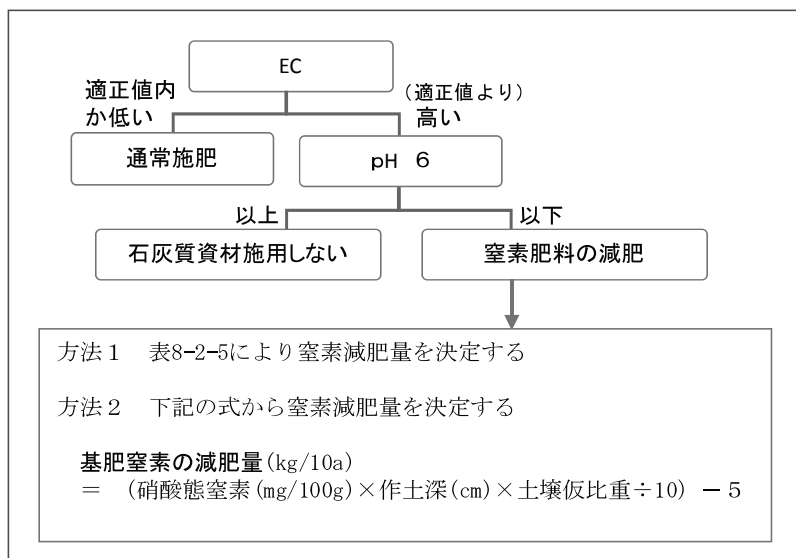 EC
適正値内
か低い
(適正値より)
高い
通常施肥
pH 6
以上
以下
石灰質資材施用しない
窒素肥料の減肥
方法１ 表8-2-5により窒素減肥量を決定する
方法２ 下記の式から窒素減肥量を決定する
基肥窒素の減肥量(kg/10a)
＝ (硝酸態窒素(mg/100g)×作土深(cm)×土壌仮比重÷10) －5